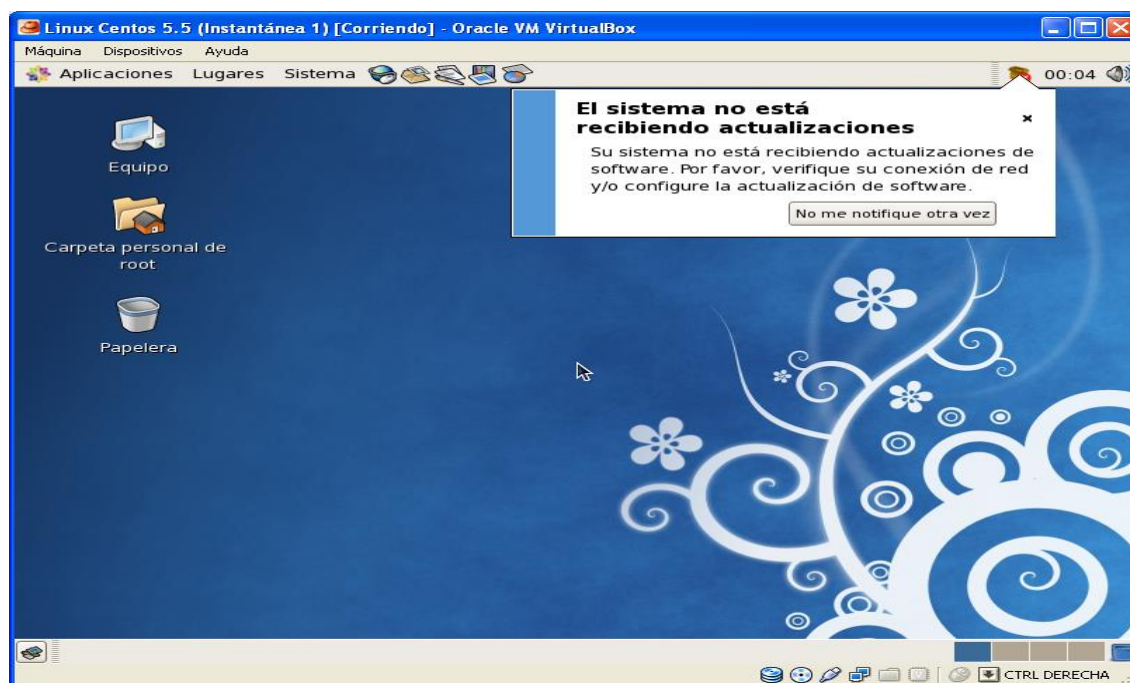 Linux Centos 5.5 (Instantánea 1) [Corriendo] - Oracle VM VirtualBox
Máquina Dispositivos Ayuda
Aplicaciones Lugares Sistema 00:04
El sistema no está
recibiendo actualizaciones
Su sistema no está recibiendo actualizaciones de
software. Por favor, verifique su conexión de red
y/o configure la actualización de software.
No me notifique otra vez
Equipo
Carpeta personal de
root
Papelera
CTRL DERECHA